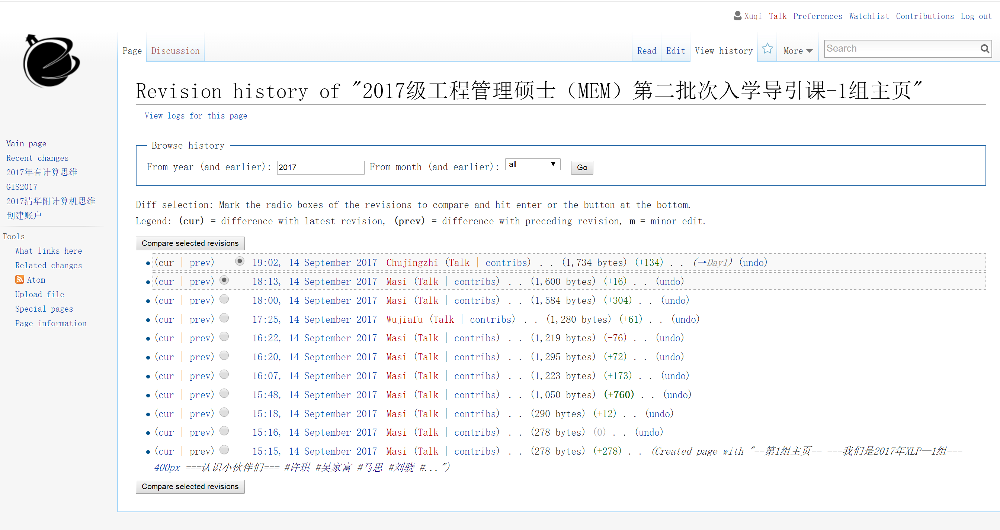 Xuqi Talk Preferences Watchlist Contributions Log out
Page Discussion Read Edit View history More Search
Revision history of "2017级工程管理硕士（MEM）第二批次入学导引课-1组主页"
View logs for this page
Main page
Recent changes
2017年春计算思维
GIS2017
2017清华附计算机思维
创建账户
Tools
What links here
Related changes
Atom
Upload file
Special pages
Page information
Browse history
From year (and earlier): 2017 From month (and earlier): all Go
Diff selection: Mark the radio boxes of the revisions to compare and hit enter or the button at the bottom.
Legend: (cur) = difference with latest revision, (prev) = difference with preceding revision, m = minor edit.
Compare selected revisions
(cur | prev) 19:02, 14 September 2017 Chujingzhi (Talk | contribs) . . (1,734 bytes) (+134) . . (→Day1) (undo)
(cur | prev) 18:13, 14 September 2017 Masi (Talk | contribs) . . (1,600 bytes) (+16) . . (undo)
(cur | prev) 18:00, 14 September 2017 Masi (Talk | contribs) . . (1,584 bytes) (+304) . . (undo)
(cur | prev) 17:25, 14 September 2017 Wujiafu (Talk | contribs) . . (1,280 bytes) (+61) . . (undo)
(cur | prev) 16:22, 14 September 2017 Masi (Talk | contribs) . . (1,219 bytes) (-76) . . (undo)
(cur | prev) 16:20, 14 September 2017 Masi (Talk | contribs) . . (1,295 bytes) (+72) . . (undo)
(cur | prev) 16:07, 14 September 2017 Masi (Talk | contribs) . . (1,223 bytes) (+173) . . (undo)
(cur | prev) 15:48, 14 September 2017 Masi (Talk | contribs) . . (1,050 bytes) (+760) . . (undo)
(cur | prev) 15:18, 14 September 2017 Masi (Talk | contribs) . . (290 bytes) (+12) . . (undo)
(cur | prev) 15:16, 14 September 2017 Masi (Talk | contribs) . . (278 bytes) (0) . . (undo)
(cur | prev) 15:15, 14 September 2017 Masi (Talk | contribs) . . (278 bytes) (+278) . . (Created page with "==第1组主页== ===我们是2017年XLP—1组===
400px ===认识小伙伴们=== #许琪 #吴家富 #马思 #刘骁 #...")
Compare selected revisions